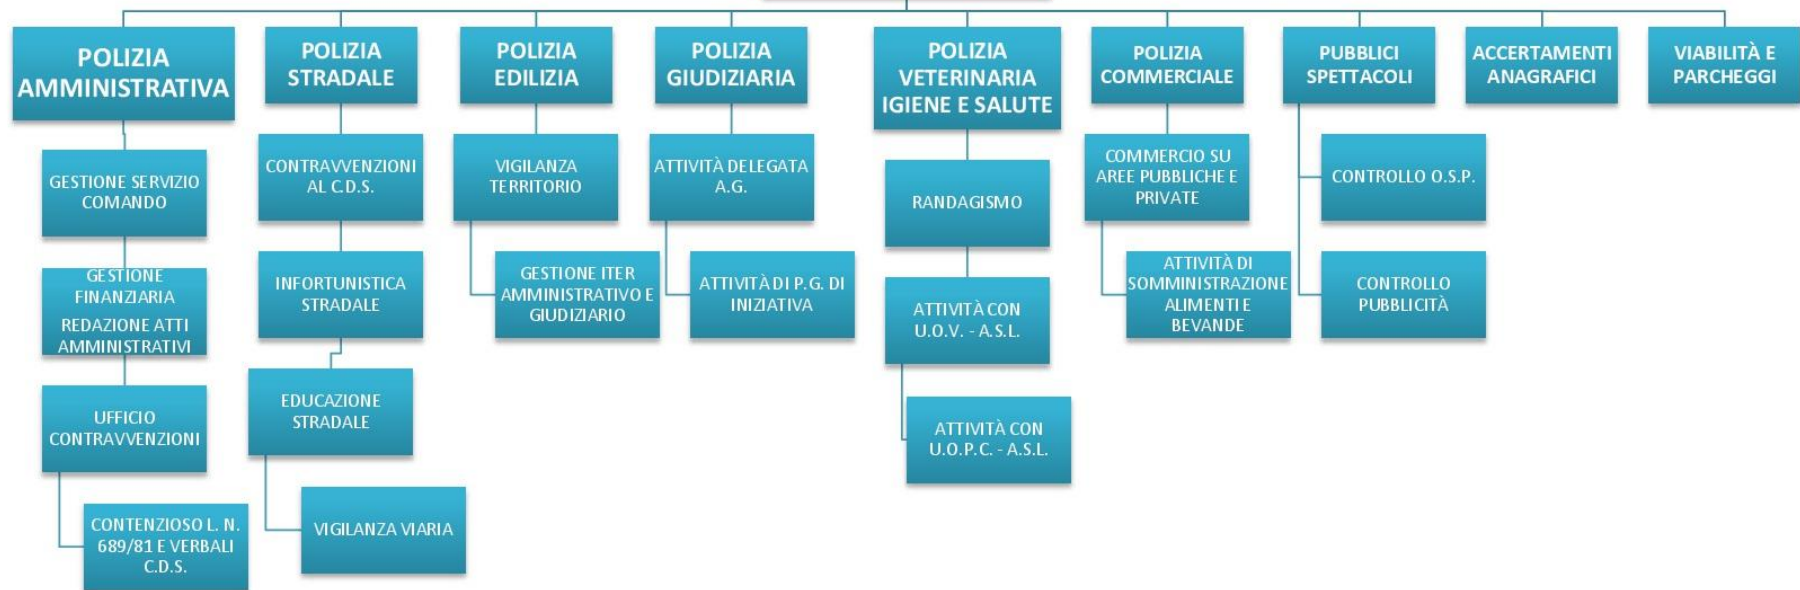 POLIZIA
AMMINISTRATIVA
GESTIONE SERVIZIO
COMANDO
GESTIONE
FINANZIARIA
REDAZIONE ATTI
AMMINISTRATIVI
UFFICIO
CONTRAVVENZIONI
CONTENZIOSO L. N.
689/81 E VERBALI
C.D.S.
POLIZIA
STRADALE
CONTRAVVENZIONI
AL C.D.S.
INFORTUNISTICA
STRADALE
EDUCAZIONE
STRADALE
VIGILANZA VIARIA
POLIZIA
EDILIZIA
VIGILANZA
TERRITORIO
GESTIONE ITER
AMMINISTRATIVO E
GIUDIZIARIO
POLIZIA
GIUDIZIARIA
ATTIVITÀ DELEGATA
A.G.
ATTIVITÀ DI P.G. DI
INIZIATIVA
POLIZIA
VETERINARIA
IGIENE E SALUTE
RANDAGISMO
ATTIVITÀ CON
U.O.V. - A.S.L.
ATTIVITÀ CON
U.O.P.C. - A.S.L.
POLIZIA
COMMERCIALE
COMMERCIO SU
AREE PUBBLICHE E
PRIVATE
ATTIVITÀ DI
SOMMINISTRAZIONE
ALIMENTI E
BEVANDE
PUBBLICI
SPETTACOLI
CONTROLLO O.S.P.
CONTROLLO
PUBBLICITÀ
ACCERTAMENTI
ANAGRAFICI
VIABILITÀ E
PARCHEGGI